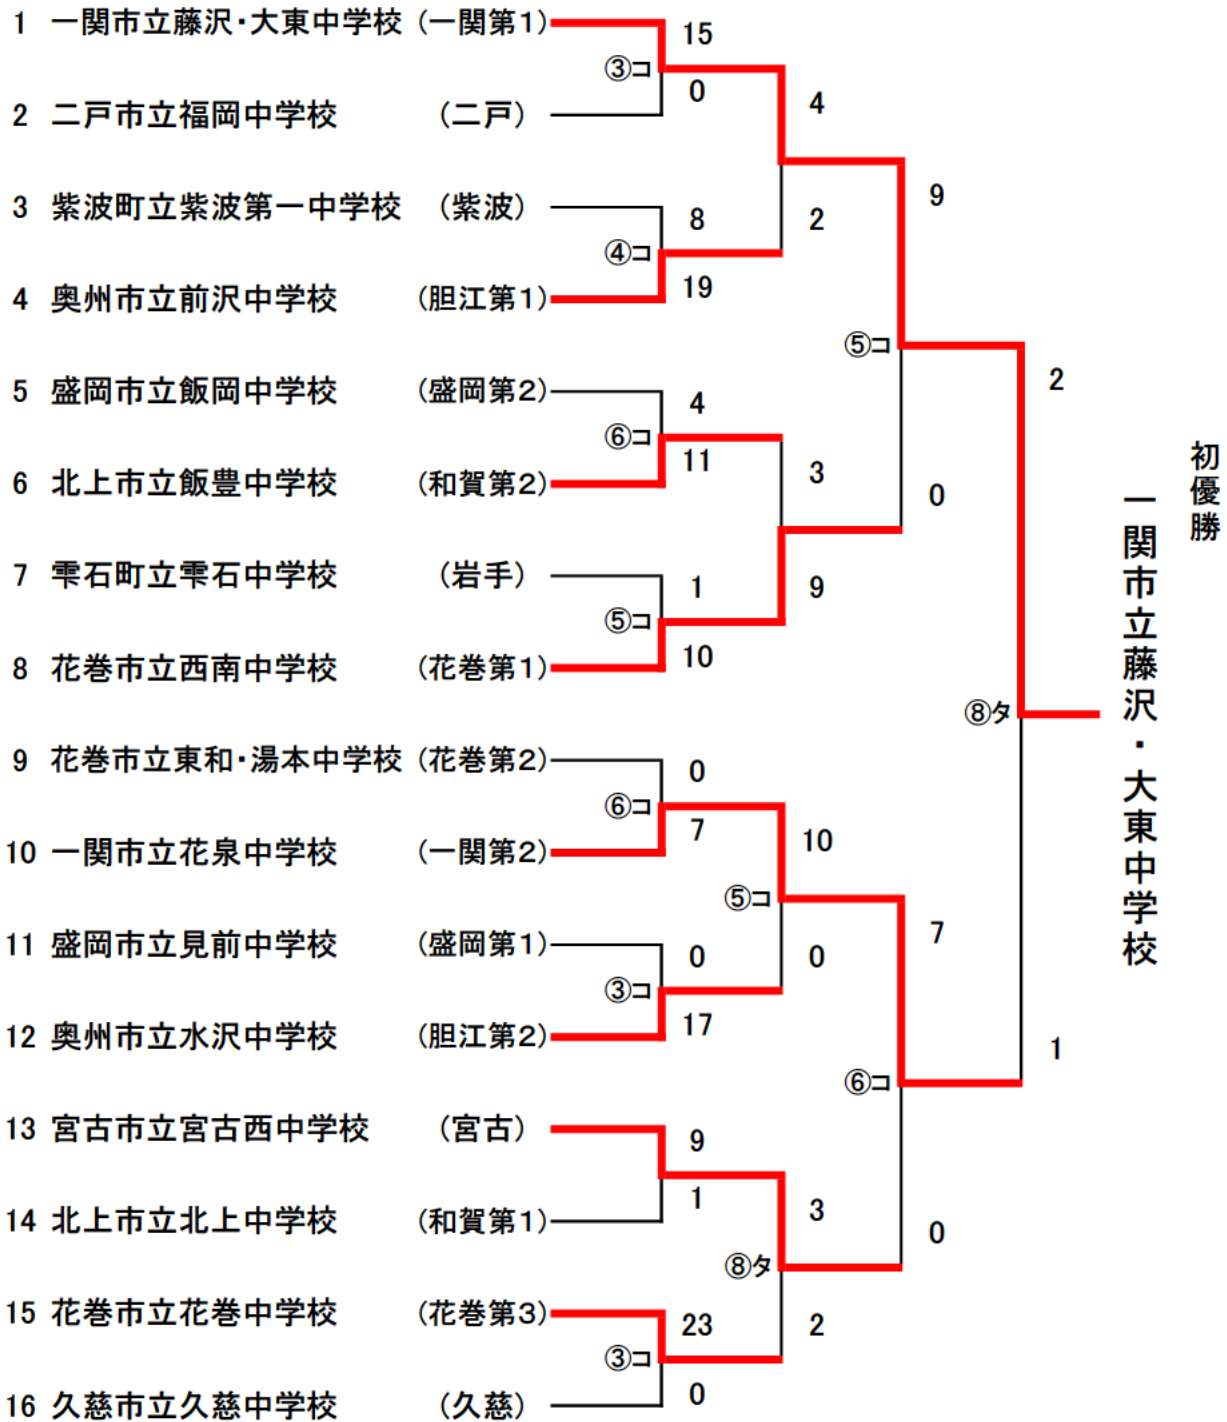 1 一関市立藤沢・大東中学校 (一関第1)
15
③コ
0
2 二戸市立福岡中学校 (二戸)
4
3 紫波町立紫波第一中学校 (紫波)
8
2
④コ
19
4 奥州市立前沢中学校 (胆江第1)
9
⑤コ
5 盛岡市立飯岡中学校 (盛岡第2)
4
⑥コ
11
6 北上市立飯豊中学校 (和賀第2)
3
0
7 雫石町立雫石中学校 (岩手)
1
9
⑤コ
10
8 花巻市立西南中学校 (花巻第1)
2
⑧タ
初優勝
一関市立藤沢・大東中学校
9 花巻市立東和・湯本中学校 (花巻第2)
0
⑥コ
7
10 一関市立花泉中学校 (一関第2)
10
⑤コ
11 盛岡市立見前中学校 (盛岡第1)
0
0
③コ
17
12 奥州市立水沢中学校 (胆江第2)
7
1
⑥コ
13 宮古市立宮古西中学校 (宮古)
9
1
14 北上市立北上中学校 (和賀第1)
3
0
⑧タ
15 花巻市立花巻中学校 (花巻第3)
23
2
③コ
0
16 久慈市立久慈中学校 (久慈)